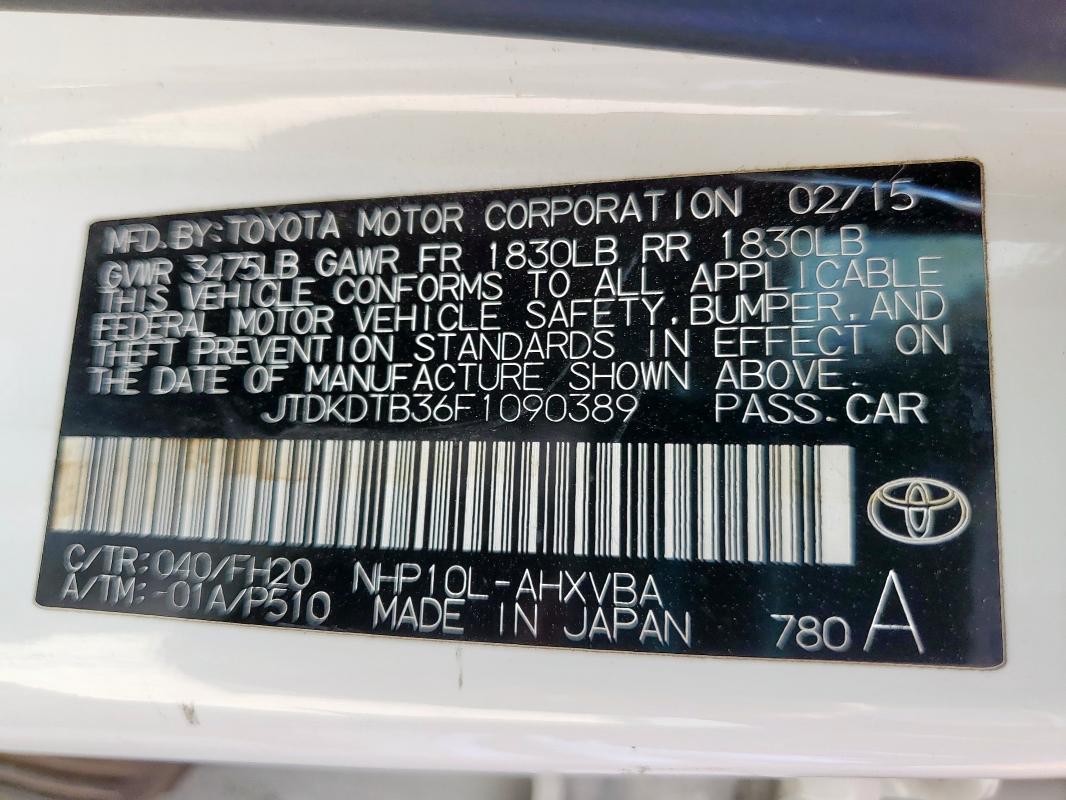 MFD.BY: TOYOTA MOTOR CORPORATION 02/15
GVWR 3475LB GAWR FR 1830LB RR 1830LB
THIS VEHICLE CONFORMS TO ALL APPLICABLE
FEDERAL MOTOR VEHICLE SAFETY, BUMPER, AND
THEFT PREVENTION STANDARDS IN EFFECT ON
THE DATE OF MANUFACTURE SHOWN ABOVE.
JTDKDTB36F1090389 PASS.CAR
C/TR:040/FH20 NHP10L-AHXVBA
A/TM:-01A/P510 MADE IN JAPAN 780 A